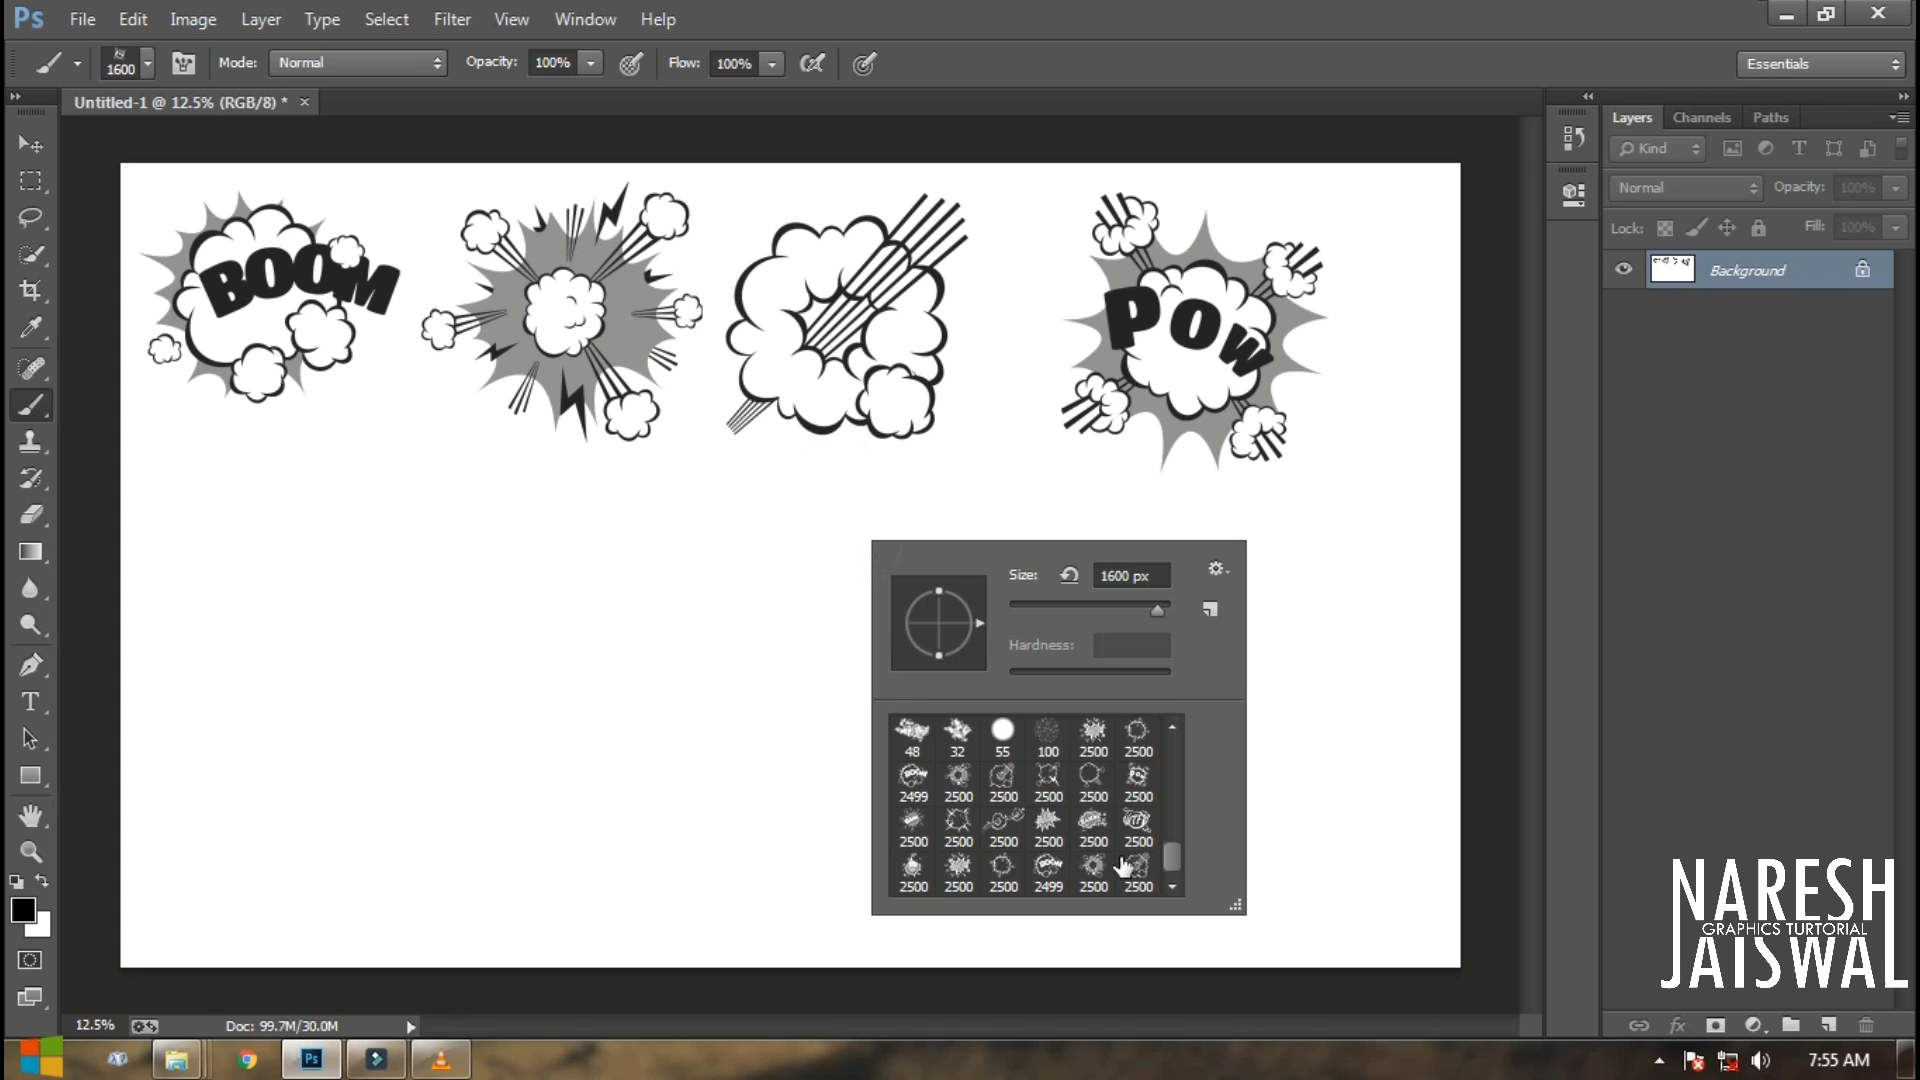 Ps File Edit Image Layer Type Select Filter View Window Help
1600 Mode: Normal Opacity: 100% Flow: 100% Essentials
Untitled-1 @ 12.5% (RGB/8) * ×
Layers Channels Paths
Kind
Normal Opacity: 100%
Lock: Fill: 100%
Background
BOOM
POW
Size: 1600 px
Hardness:
48 32 55 100 2500 2500
2499 2500 2500 2500 2500 2500
2500 2500 2500 2500 2500 2500
2500 2500 2500 2499 2500 2500
NARESH
GRAPHICS TURTORIAL
JAISWAL
12.5% Doc: 99.7M/30.0M
Ps 7:55 AM